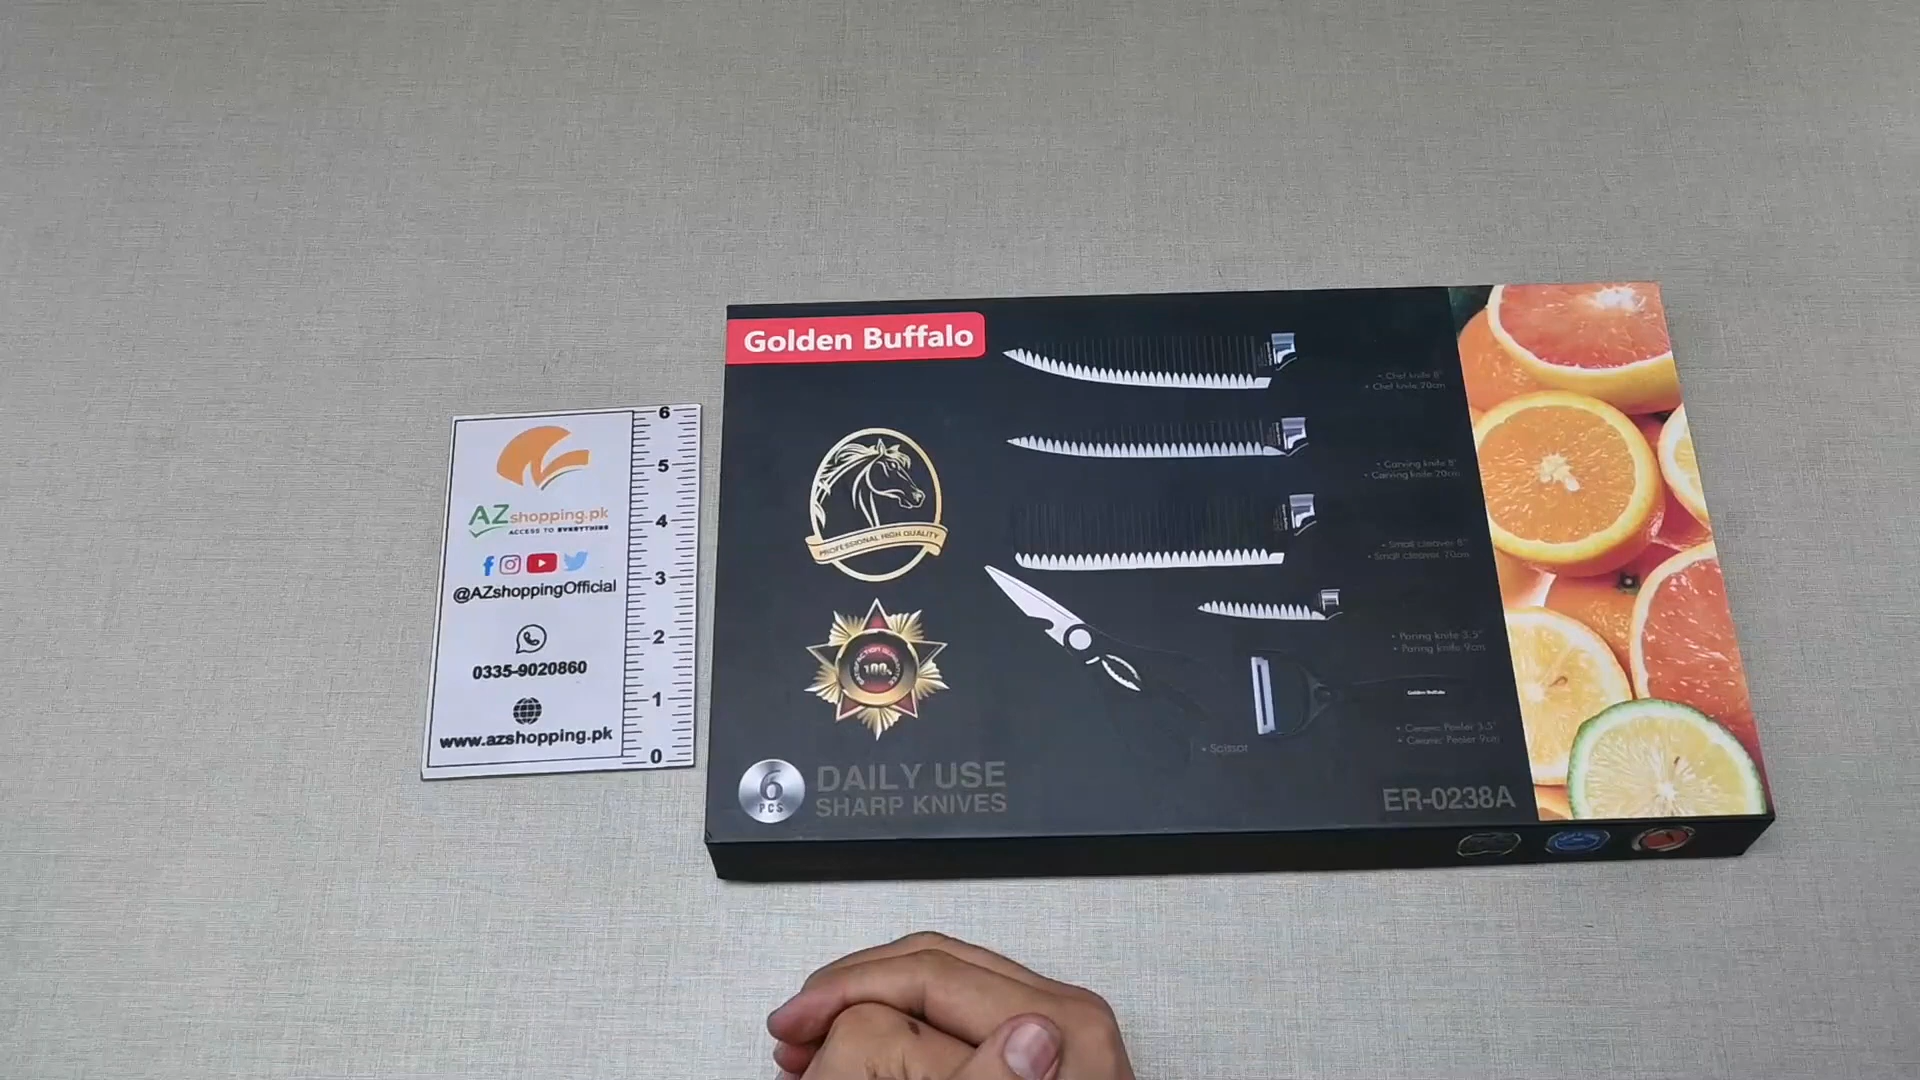 6
5
4
3
2
1
0
AZshopping.pk
ACCESS TO EVERYTHING
@AZshoppingOfficial
0335-9020860
www.azshopping.pk
Golden Buffalo
PROFESSIONAL HIGH QUALITY
100%
6
PCS
DAILY USE
SHARP KNIVES
• Chef knife 8"
• Chef knife 20cm
• Carving knife 8"
• Carving knife 20cm
• Small cleaver 8"
• Small cleaver 20cm
• Paring knife 3.5"
• Paring knife 9cm
Golden Buffalo
• Ceramic Peeler 3.5"
• Ceramic Peeler 9cm
• Scissor
ER-0238A